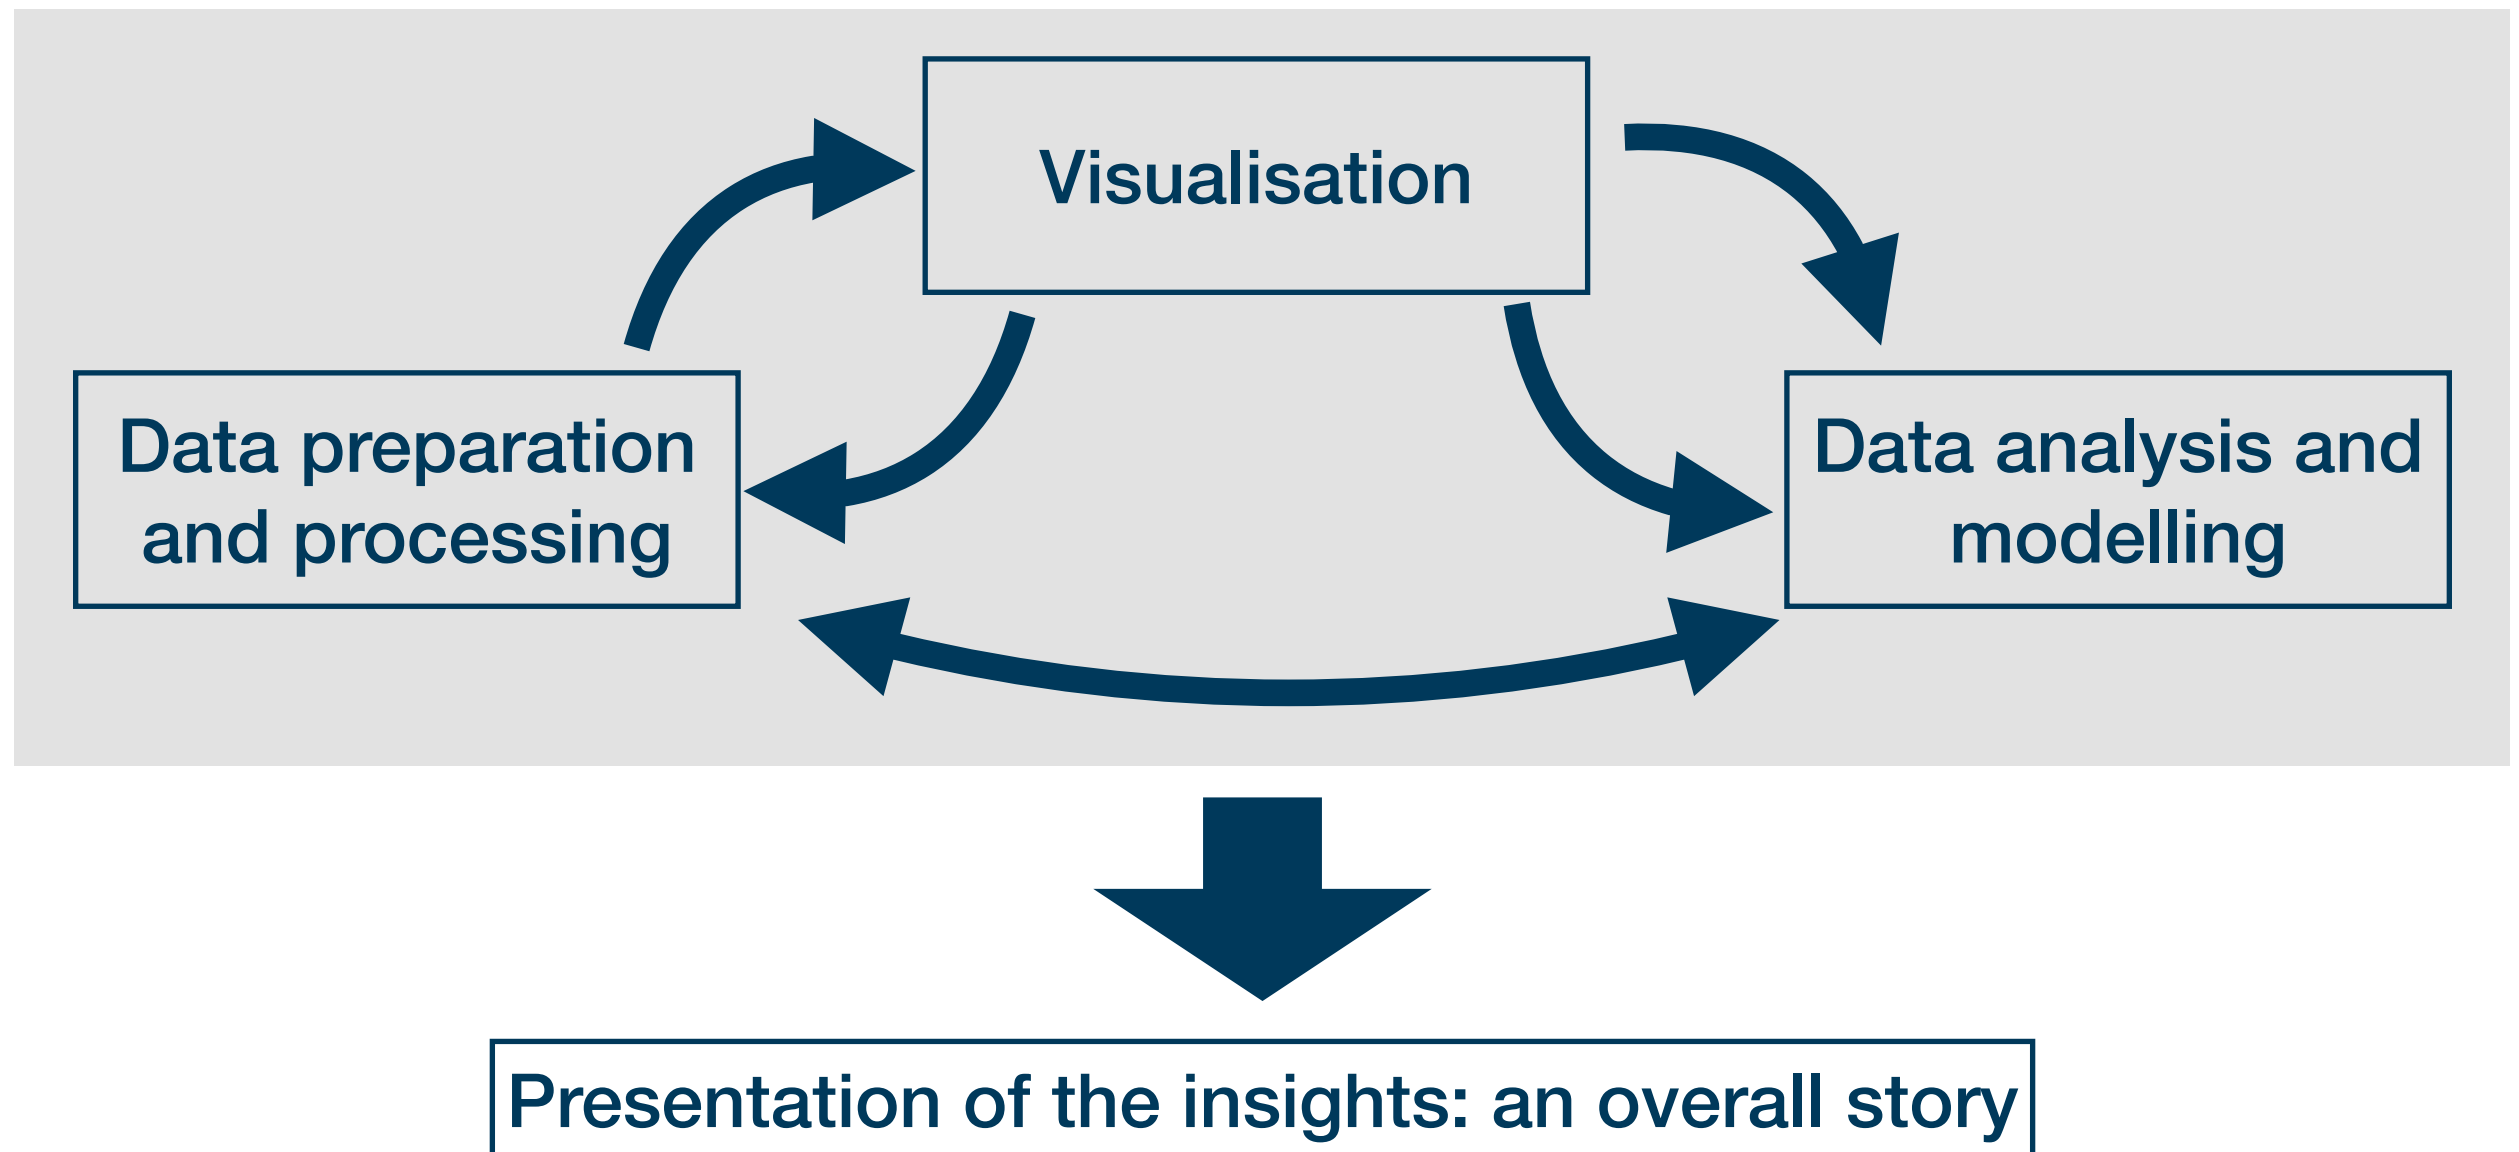 Visualisation
Data preparation
and processing
Data analysis and
modelling
Presentation of the insights: an overall story